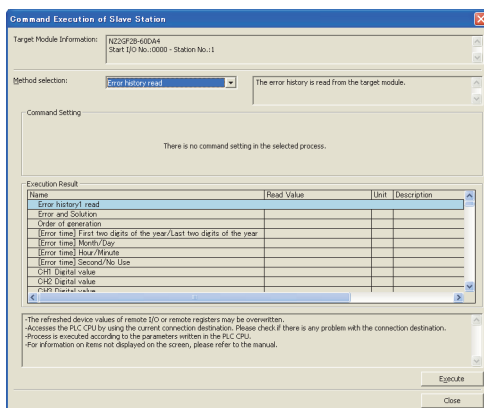 Command Execution of Slave Station
Target Module Information:
NZ2GF2B-60DA4
Start I/O No.:0000 - Station No.:1
Method selection:
Error history read
The error history is read from the target module.
Command Setting
There is no command setting in the selected process.
Execution Result
Name Read Value Unit Description
Error history1 read
Error and Solution
Order of generation
[Error time] First two digits of the year/Last two digits of the year
[Error time] Month/Day
[Error time] Hour/Minute
[Error time] Second/No Use
CH1 Digital value
CH2 Digital value
CH3 Digital value
-The refreshed device values of remote I/O or remote registers may be overwritten.
-Accesses the PLC CPU by using the current connection destination. Please check if there is any problem with the connection destination.
-Process is executed according to the parameters written in the PLC CPU.
-For information on items not displayed on the screen, please refer to the manual.
Execute
Close